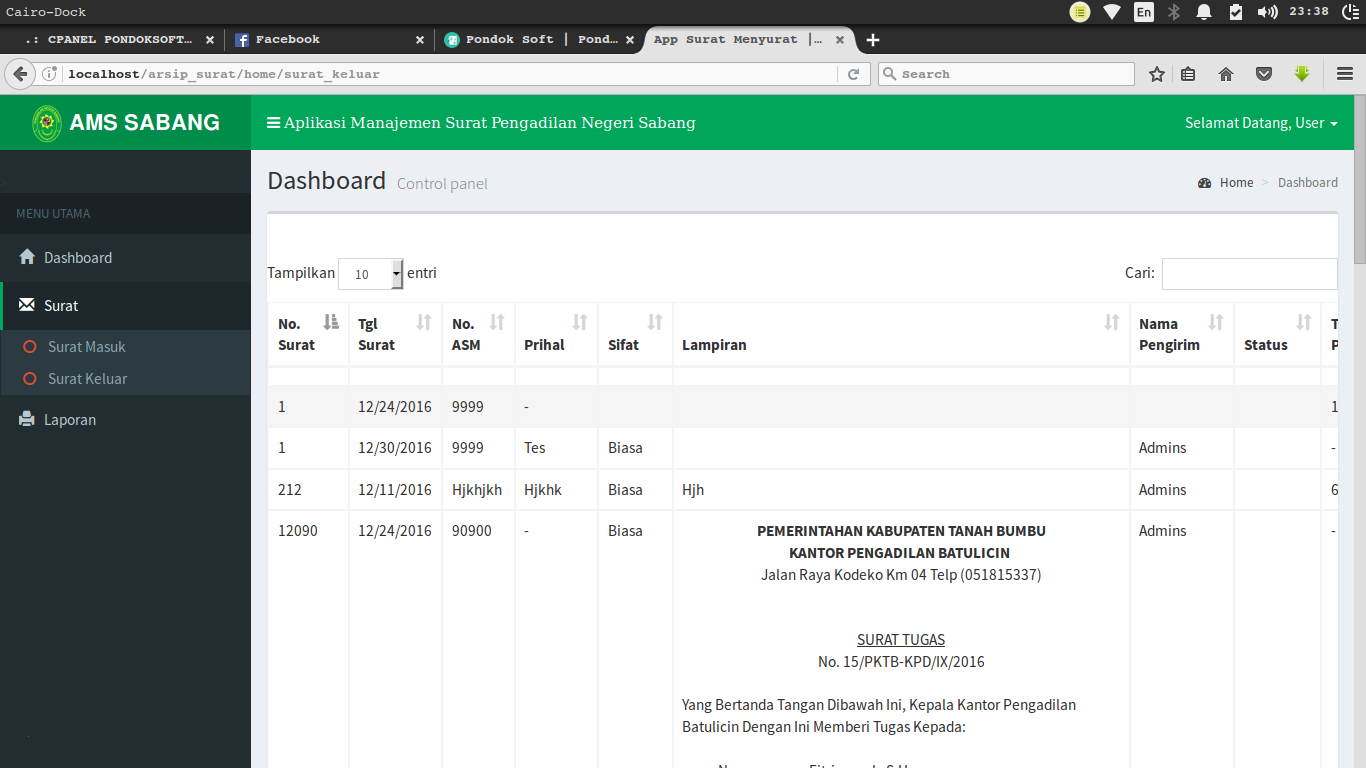 Cairo-Dock
En
23:38
.: CPANEL PONDOKSOFT...
Facebook
Pondok Soft | Pond...
App Surat Menyurat |...
localhost/arsip_surat/home/surat_keluar
Search
AMS SABANG
Aplikasi Manajemen Surat Pengadilan Negeri Sabang
Selamat Datang, User
Dashboard Control panel
Home > Dashboard
MENU UTAMA
Dashboard
Surat
Surat Masuk
Surat Keluar
Laporan
Tampilkan 10 entri
Cari:
No. Surat
Tgl Surat
No. ASM
Prihal
Sifat
Lampiran
Nama Pengirim
Status
1 12/24/2016 9999 - 1
1 12/30/2016 9999 Tes Biasa Admins -
212 12/11/2016 Hjkhjkh Hjkhk Biasa Hjh Admins 6
12090 12/24/2016 90900 - Biasa PEMERINTAHAN KABUPATEN TANAH BUMBU Admins -
KANTOR PENGADILAN BATULICIN
Jalan Raya Kodeko Km 04 Telp (051815337)
SURAT TUGAS
No. 15/PKTB-KPD/IX/2016
Yang Bertanda Tangan Dibawah Ini, Kepala Kantor Pengadilan
Batulicin Dengan Ini Memberi Tugas Kepada: